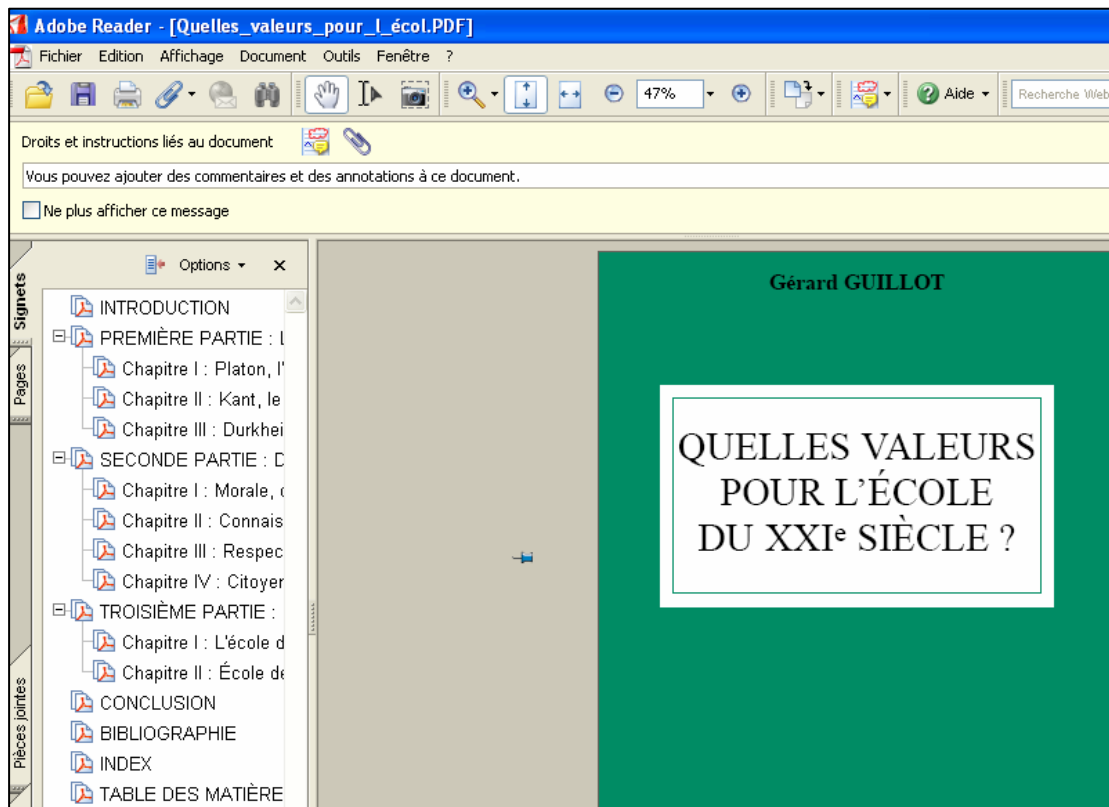 Adobe Reader - [Quelles_valeurs_pour_l_écol.PDF]
Fichier Edition Affichage Document Outils Fenêtre ?
47% Aide Recherche Web
Droits et instructions liés au document
Vous pouvez ajouter des commentaires et des annotations à ce document.
Ne plus afficher ce message
Signets
Pages
Pièces jointes
Options
INTRODUCTION
PREMIÈRE PARTIE : L
Chapitre I : Platon, l'
Chapitre II : Kant, le
Chapitre III : Durkhei
SECONDE PARTIE : D
Chapitre I : Morale, c
Chapitre II : Connais
Chapitre III : Respec
Chapitre IV : Citoyer
TROISIÈME PARTIE :
Chapitre I : L'école d
Chapitre II : École de
CONCLUSION
BIBLIOGRAPHIE
INDEX
TABLE DES MATIÈRE
Gérard GUILLOT
QUELLES VALEURS
POUR L'ÉCOLE
DU XXIe SIÈCLE ?